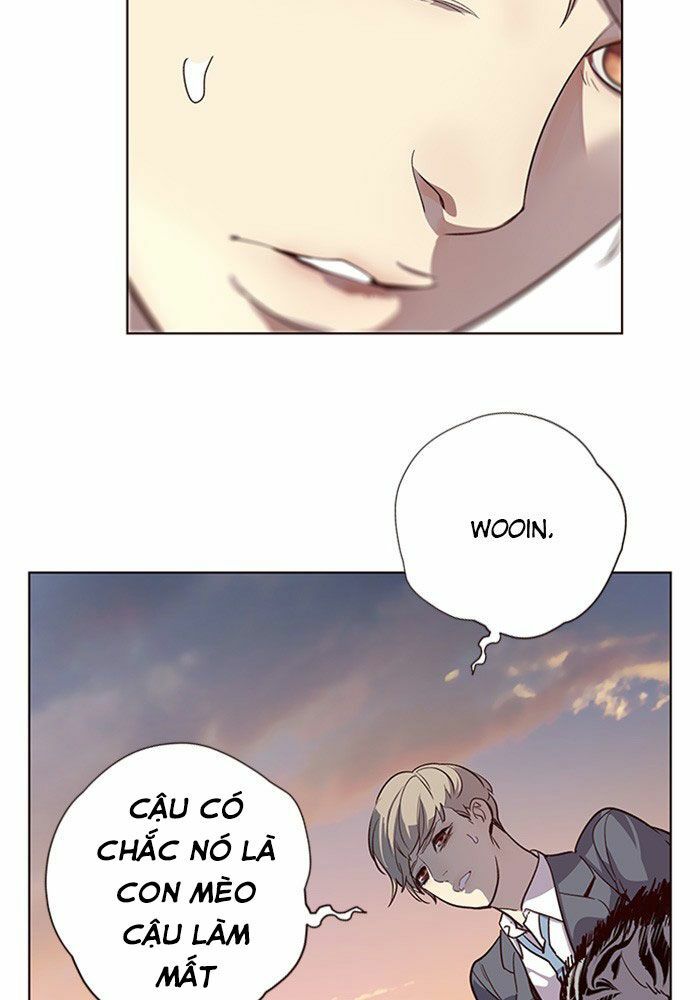 WOOIN.
CẬU CÓ
CHẮC NÓ LÀ
CON MÈO
CẬU LÀM
MẤT